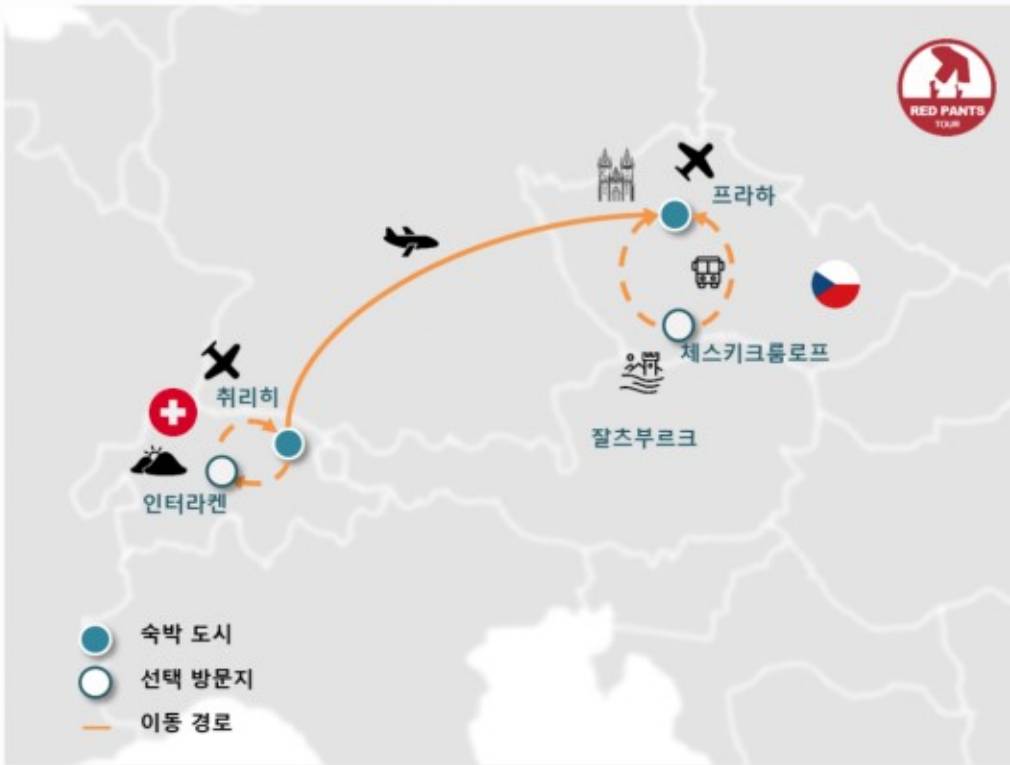 RED PANTS
TOUR
프라하
체스키크룸로프
취리히
잘츠부르크
인터라켄
숙박 도시
선택 방문지
이동 경로